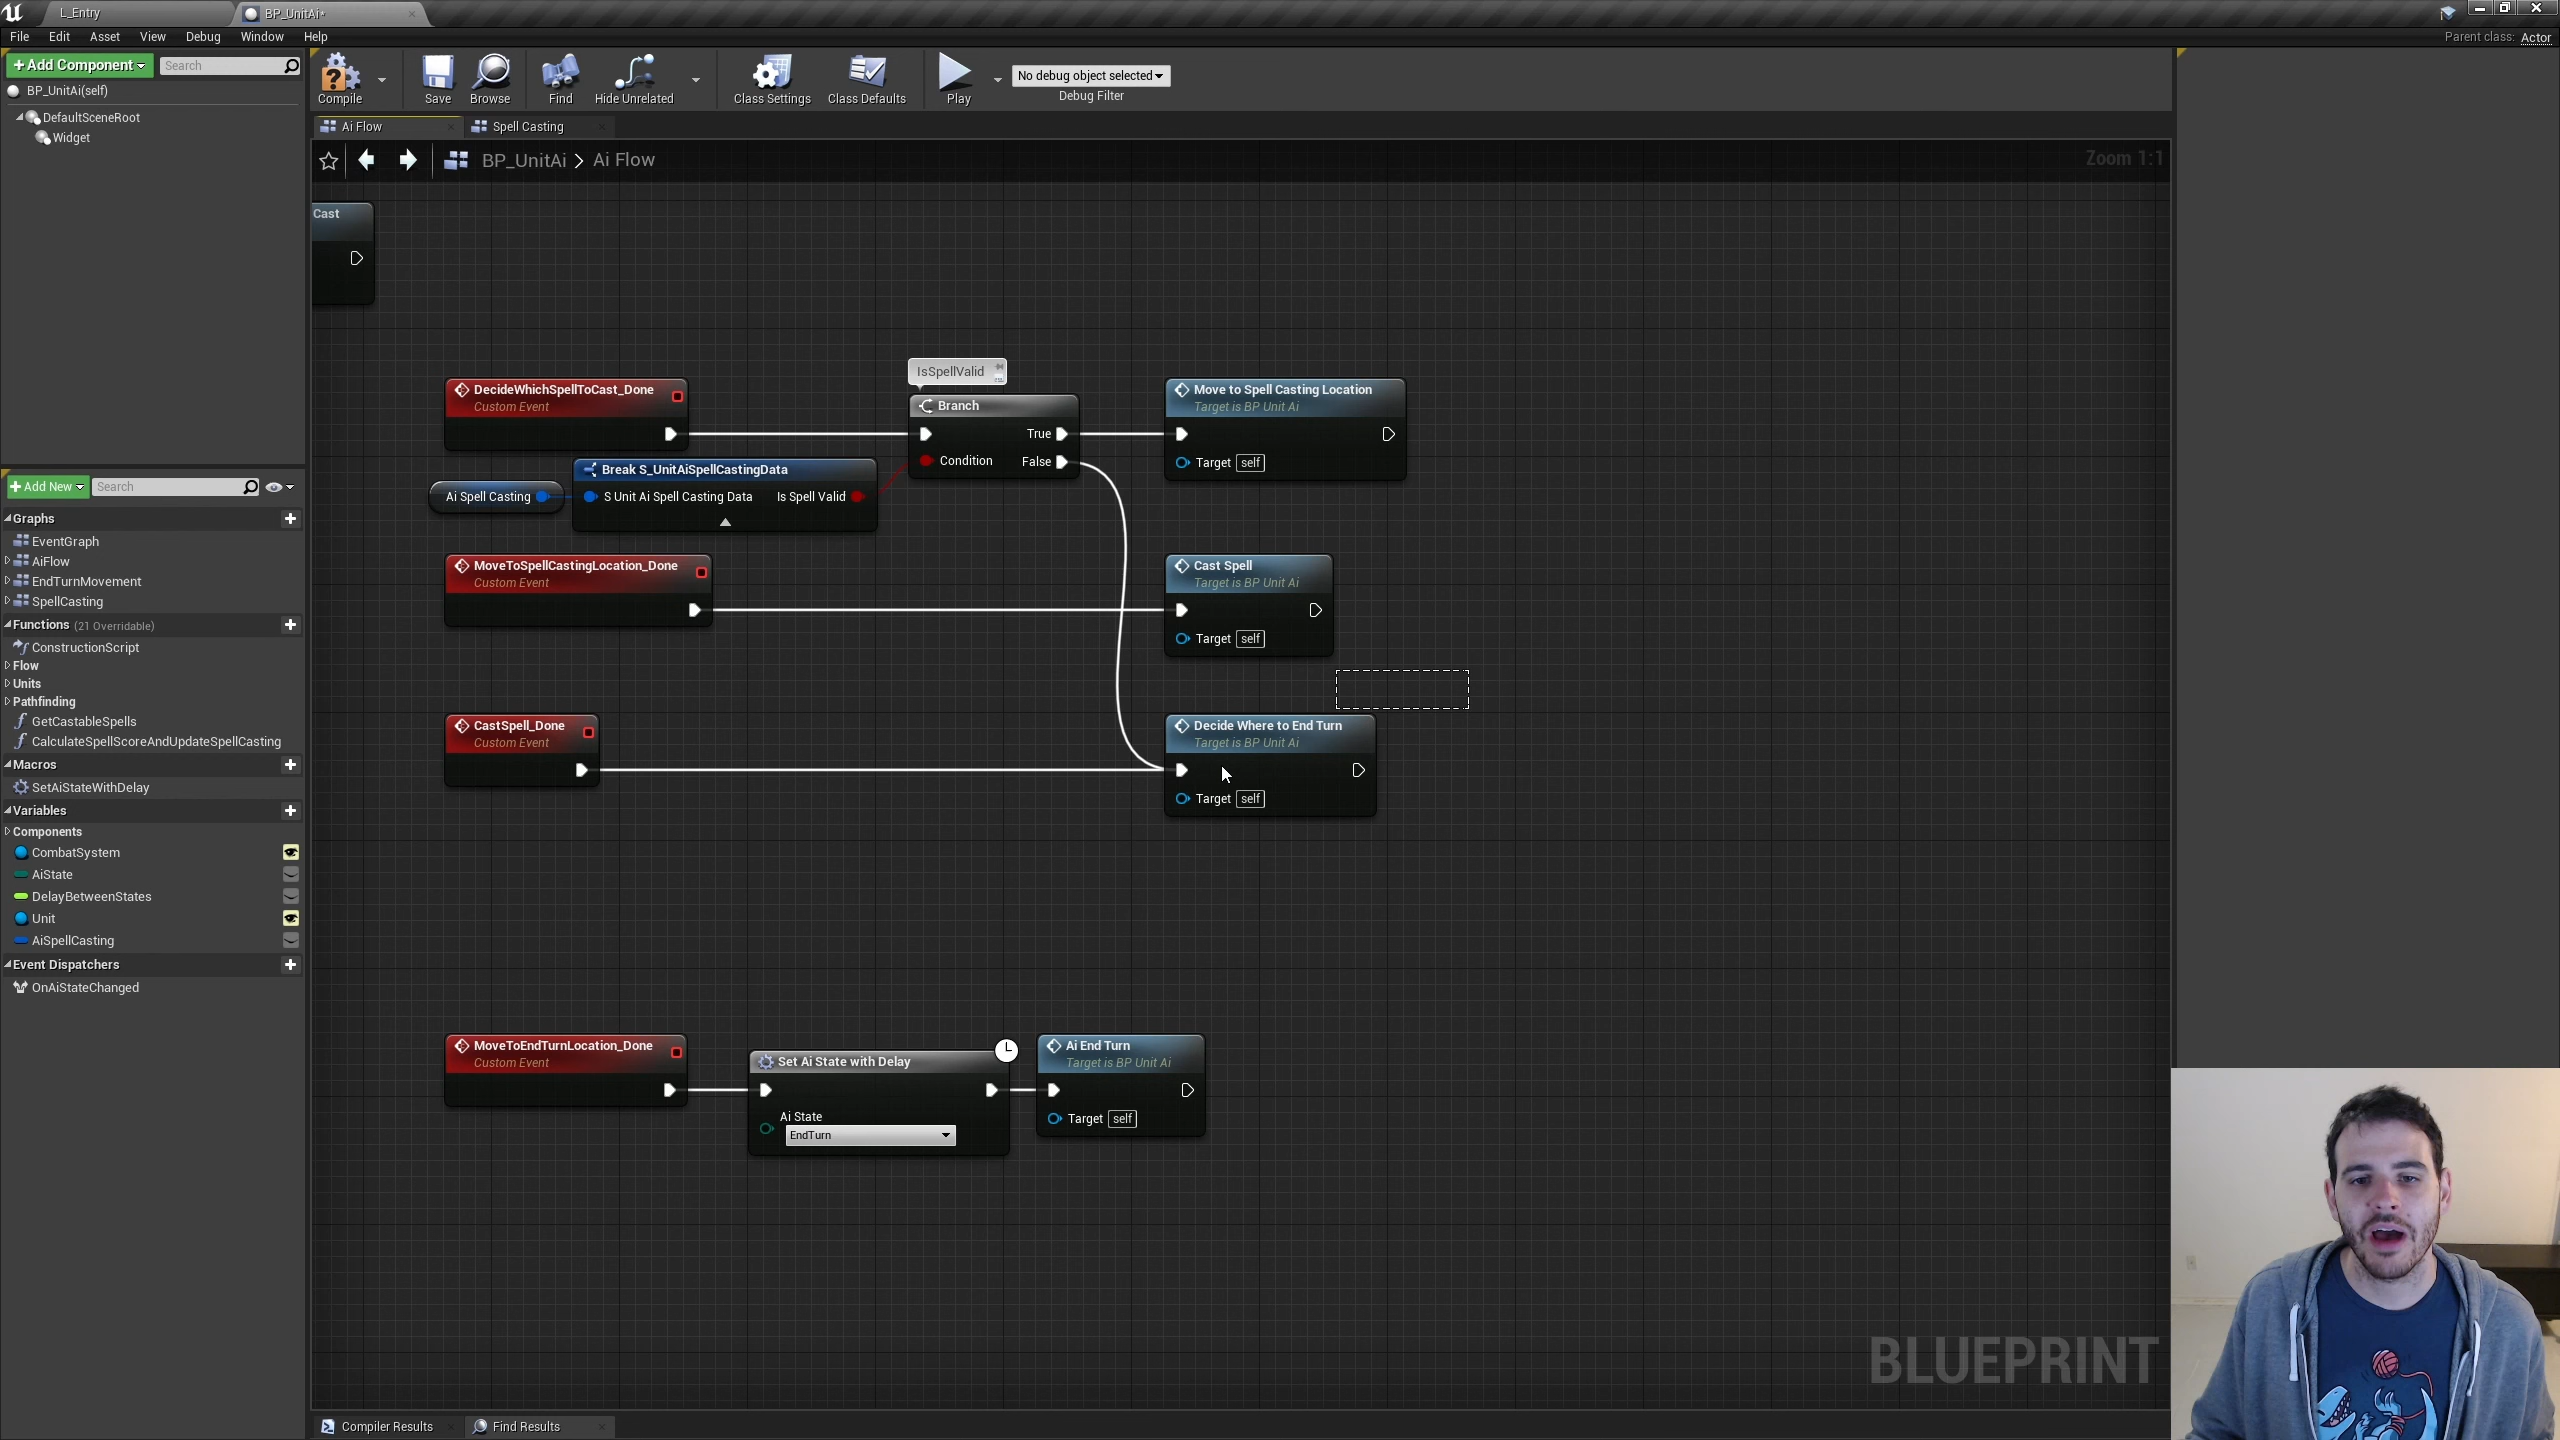 L_Entry
BP_UnitAi*
File Edit Asset View Debug Window Help
Parent class: Actor
Add Component
Search
BP_UnitAi(self)
DefaultSceneRoot
Widget
Compile
Save
Browse
Find
Hide Unrelated
Class Settings
Class Defaults
Play
No debug object selected
Debug Filter
Ai Flow
Spell Casting
BP_UnitAi > Ai Flow
Zoom 1:1
Cast
IsSpellValid
DecideWhichSpellToCast_Done
Custom Event
Branch
True
Condition
False
Move to Spell Casting Location
Target is BP Unit Ai
Target self
Ai Spell Casting
Break S_UnitAiSpellCastingData
S Unit Ai Spell Casting Data
Is Spell Valid
MoveToSpellCastingLocation_Done
Custom Event
Cast Spell
Target is BP Unit Ai
Target self
CastSpell_Done
Custom Event
Decide Where to End Turn
Target is BP Unit Ai
Target self
MoveToEndTurnLocation_Done
Custom Event
Set Ai State with Delay
Ai State
EndTurn
Ai End Turn
Target is BP Unit Ai
Target self
Add New
Search
Graphs
EventGraph
AiFlow
EndTurnMovement
SpellCasting
Functions (21 Overridable)
ConstructionScript
Flow
Units
Pathfinding
GetCastableSpells
CalculateSpellScoreAndUpdateSpellCasting
Macros
SetAiStateWithDelay
Variables
Components
CombatSystem
AiState
DelayBetweenStates
Unit
AiSpellCasting
Event Dispatchers
OnAiStateChanged
BLUEPRINT
Compiler Results
Find Results